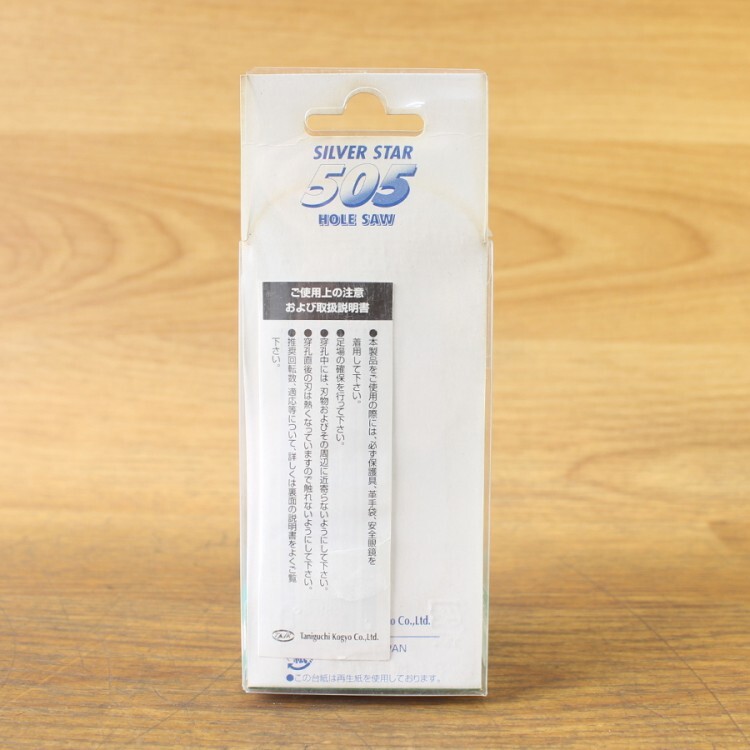 SILVER STAR
505
HOLE SAW
ご使用上の注意
および取扱説明書
●本製品をご使用の際には、必ず保護具、革手袋、安全眼鏡を
着用して下さい。
●足場の確保を行って下さい。
●穿孔中には、刃物およびその周辺に近寄らないようにして下さい。
●穿孔直後の刃は熱くなっていますので触れないようにして下さい。
●推奨回転数、適応等について、詳しくは裏面の説明書をよくご覧
下さい。
Taniguchi Kogyo Co.,Ltd.
yo Co.,Ltd.
PAN
●この台紙は再生紙を使用しております。